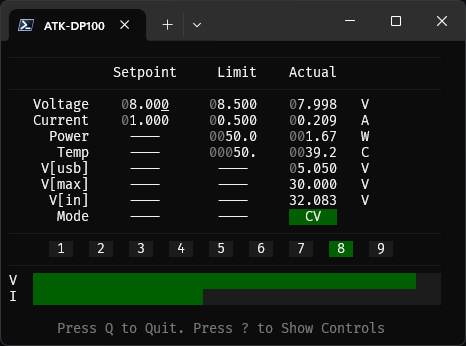 ATK-DP100
Setpoint Limit Actual
Voltage 08.000 08.500 07.998 V
Current 01.000 00.500 00.209 A
Power ——— 0050.0 001.67 W
Temp ——— 00050. 0039.2 C
V[usb] ——— ——— 05.050 V
V[max] ——— ——— 30.000 V
V[in] ——— ——— 32.083 V
Mode ——— ——— CV
1 2 3 4 5 6 7 8 9
V
I
Press Q to Quit. Press ? to Show Controls